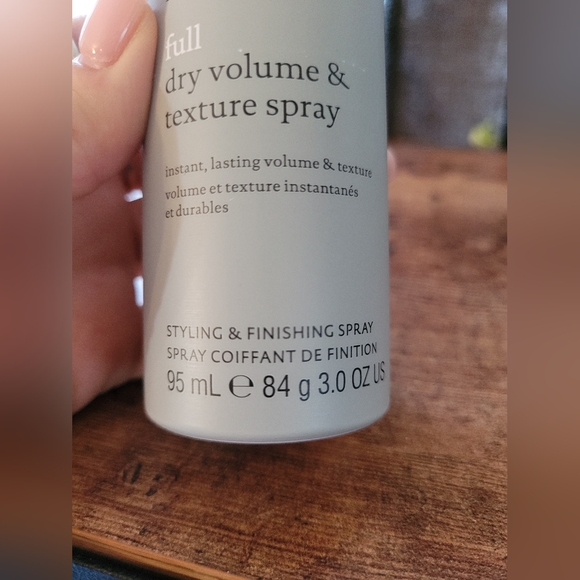 full
dry volume &
texture spray
instant, lasting volume & texture
volume et texture instantanés
et durables
STYLING & FINISHING SPRAY
SPRAY COIFFANT DE FINITION
95 mL ℮ 84 g 3.0 OZ US